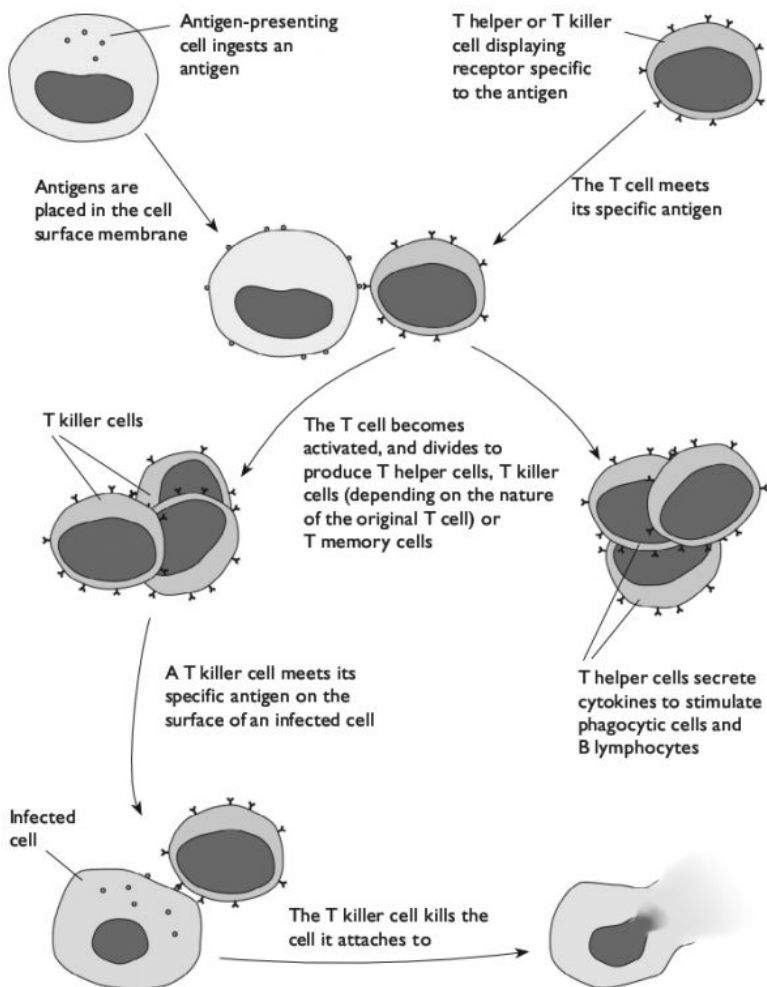 Antigen-presenting
cell ingests an
antigen
T helper or T killer
cell displaying
receptor specific
to the antigen
Antigens are
placed in the cell
surface membrane
The T cell meets
its specific antigen
T killer cells
The T cell becomes
activated, and divides to
produce T helper cells, T killer
cells (depending on the nature
of the original T cell) or
T memory cells
A T killer cell meets its
specific antigen on the
surface of an infected cell
T helper cells secrete
cytokines to stimulate
phagocytic cells and
B lymphocytes
Infected
cell
The T killer cell kills the
cell it attaches to